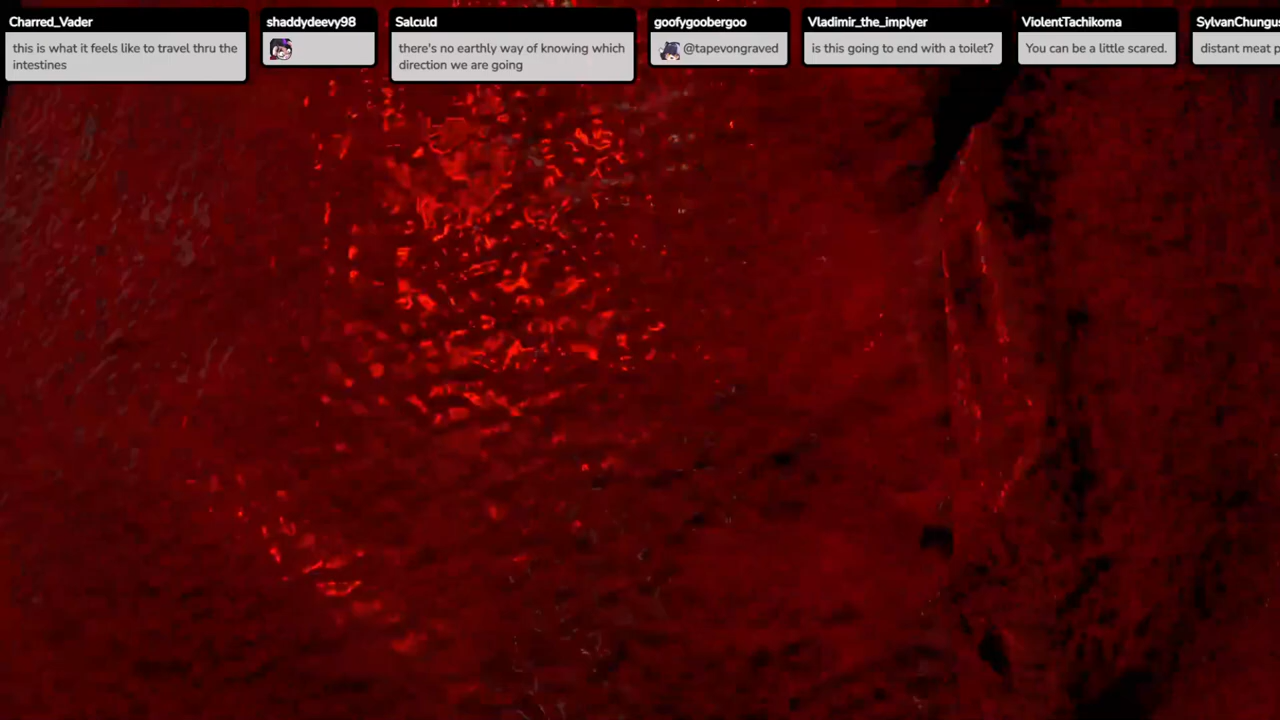 Charred_Vader
this is what it feels like to travel thru the
intestines
shaddydeevy98
Salculd
there's no earthly way of knowing which
direction we are going
goofygoobergoo
@tapevongraved
Vladimir_the_implyer
is this going to end with a toilet?
ViolentTachikoma
You can be a little scared.
SylvanChungus
distant meat p